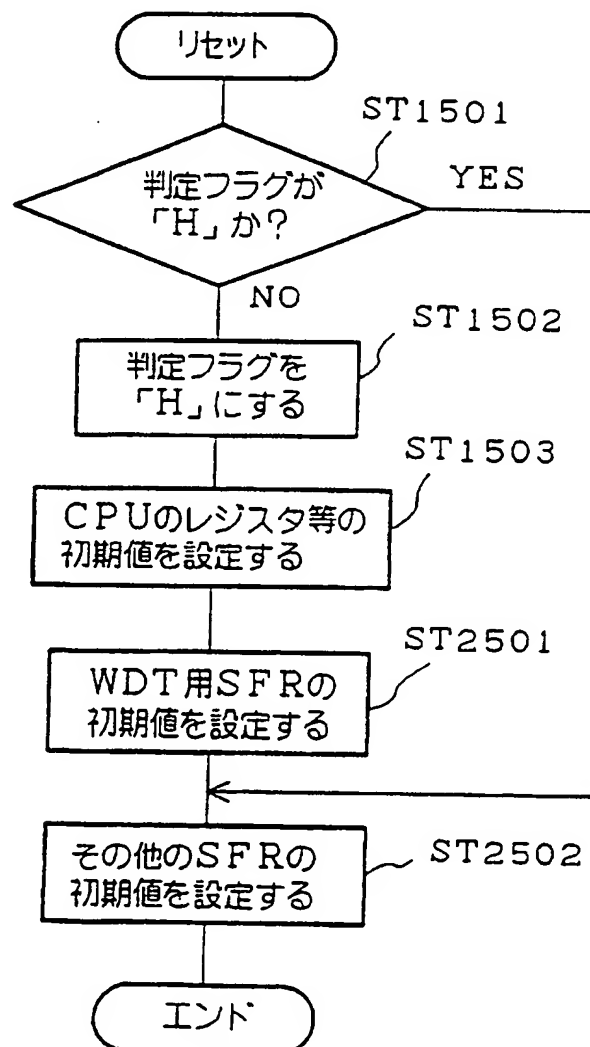 リセット
ST1501
判定フラグが
「H」か?
YES
NO
ST1502
判定フラグを
「H」にする
ST1503
CPUのレジスタ等の
初期値を設定する
ST2501
WDT用SFRの
初期値を設定する
その他のSFRの
初期値を設定する
ST2502
エンド